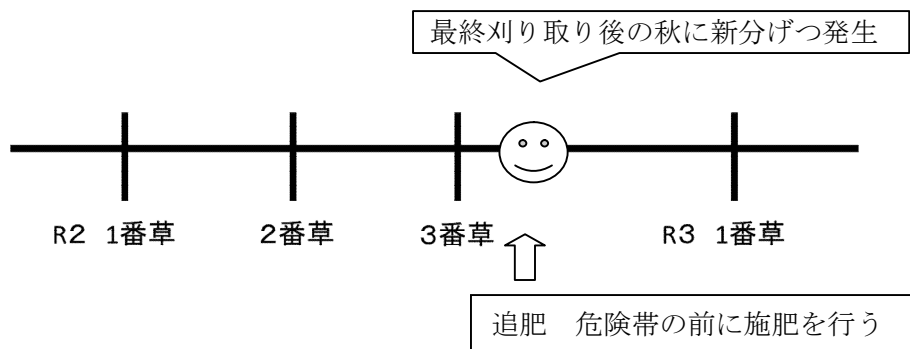 最終刈り取り後の秋に新分げつ発生
R2 1番草
2番草
3番草
R3 1番草
追肥　危険帯の前に施肥を行う